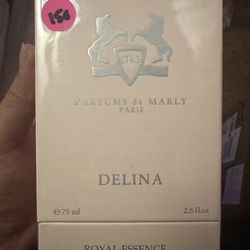 150
1743
PARFUMS de MARLY
PARIS
DELINA
℮75 ml 2.5 fl.oz
ROYAL ESSENCE